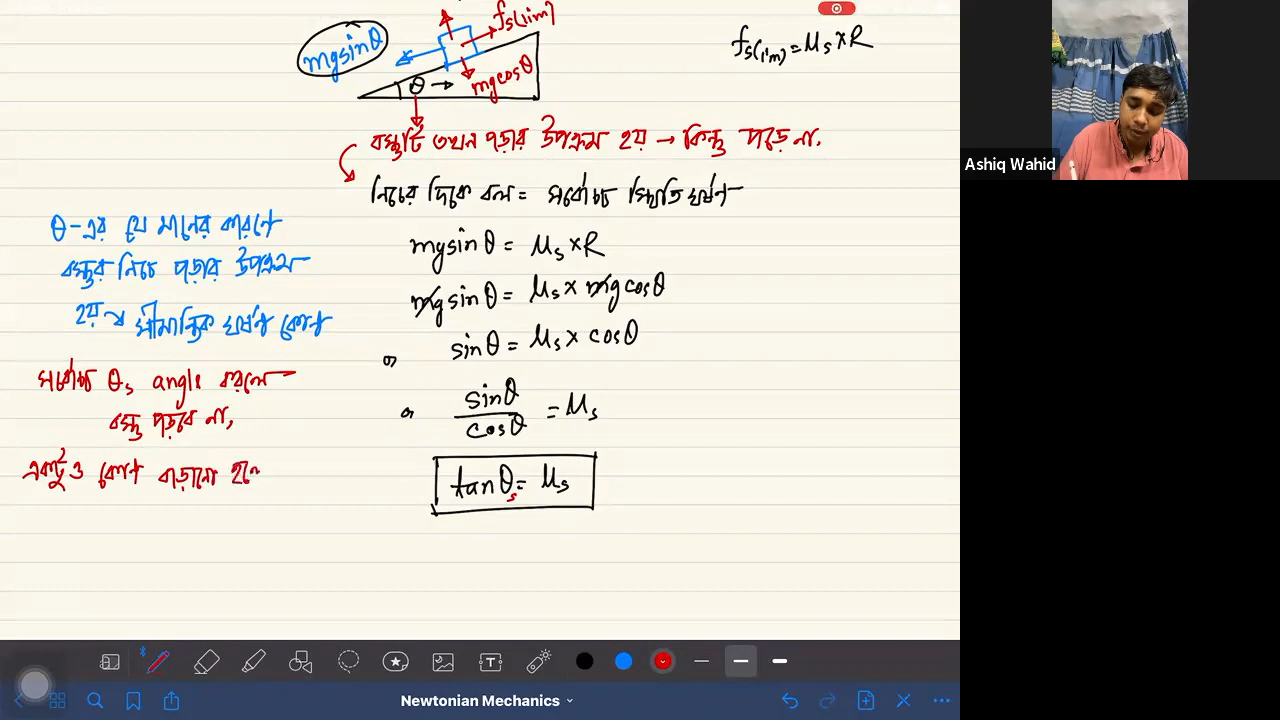 fs(lim)
mgsinθ
θ
mgcosθ
fs(lim) = μs×R
Ashiq Wahid
বস্তুটি তখন পড়ার উপক্রম হয় → কিন্তু পড়ে না.
নিচের দিকে বল = সর্বোচ্চ স্থিতি ঘর্ষণ
mgsinθ = μs×R
mgsinθ = μs × mgcosθ
sinθ = μs × cosθ
sinθ/cosθ = μs
tanθs = μs
θ-এর যে মানের কারণে
বস্তুর নিচে পড়ার উপক্রম
হয় ↘ সীমান্তিক ঘর্ষণ কোণ
সর্বোচ্চ θs angle করলে
বস্তু পড়বে না,
একটুও কোণ বাড়ানো হলে
Newtonian Mechanics